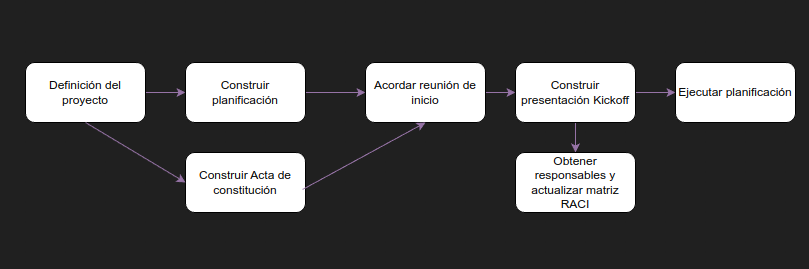 Definición del
proyecto
Construir
planificación
Acordar reunión de
inicio
Construir
presentación Kickoff
Ejecutar planificación
Construir Acta de
constitución
Obtener
responsables y
actualizar matriz
RACI